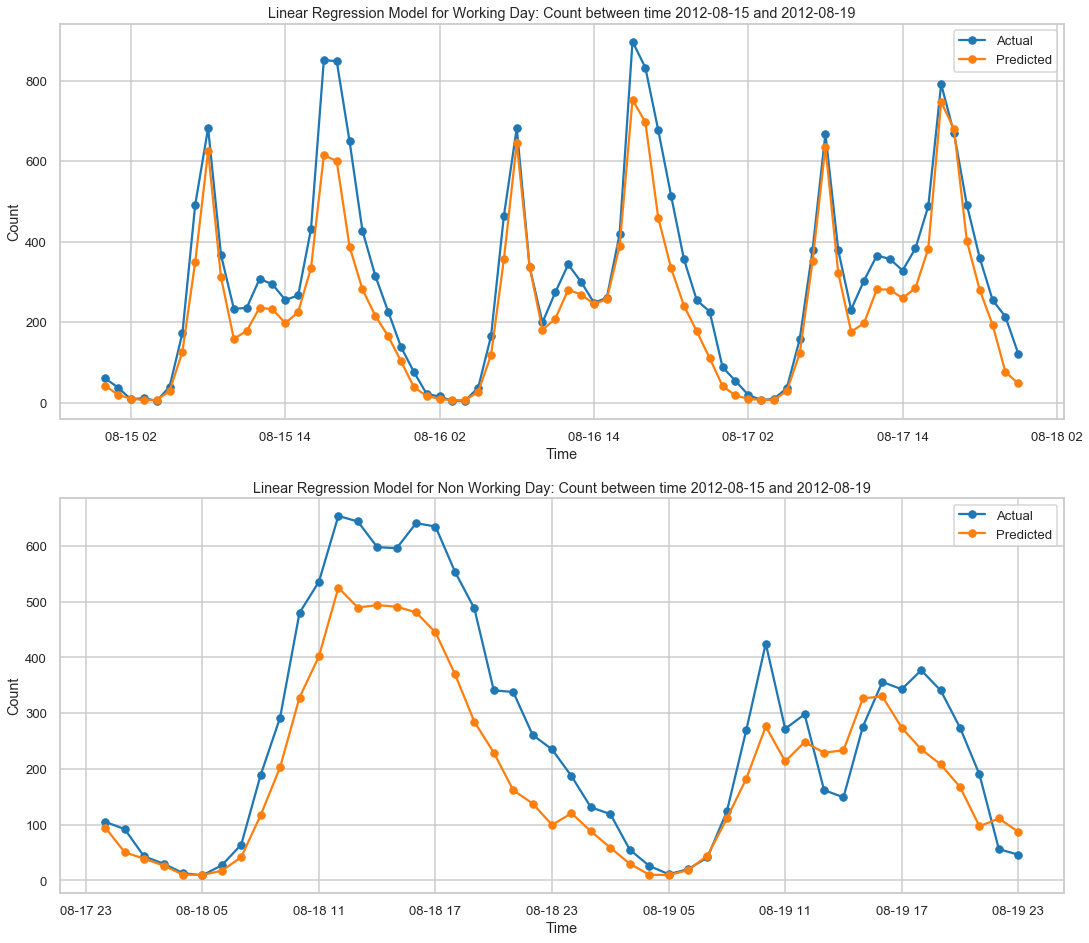 Linear Regression Model for Working Day: Count between time 2012-08-15 and 2012-08-19
Actual
Predicted
800
600
400
200
0
Count
08-15 02 08-15 14 08-16 02 08-16 14 08-17 02 08-17 14 08-18 02
Time
Linear Regression Model for Non Working Day: Count between time 2012-08-15 and 2012-08-19
Actual
Predicted
600
500
400
300
200
100
0
Count
08-17 23 08-18 05 08-18 11 08-18 17 08-18 23 08-19 05 08-19 11 08-19 17 08-19 23
Time